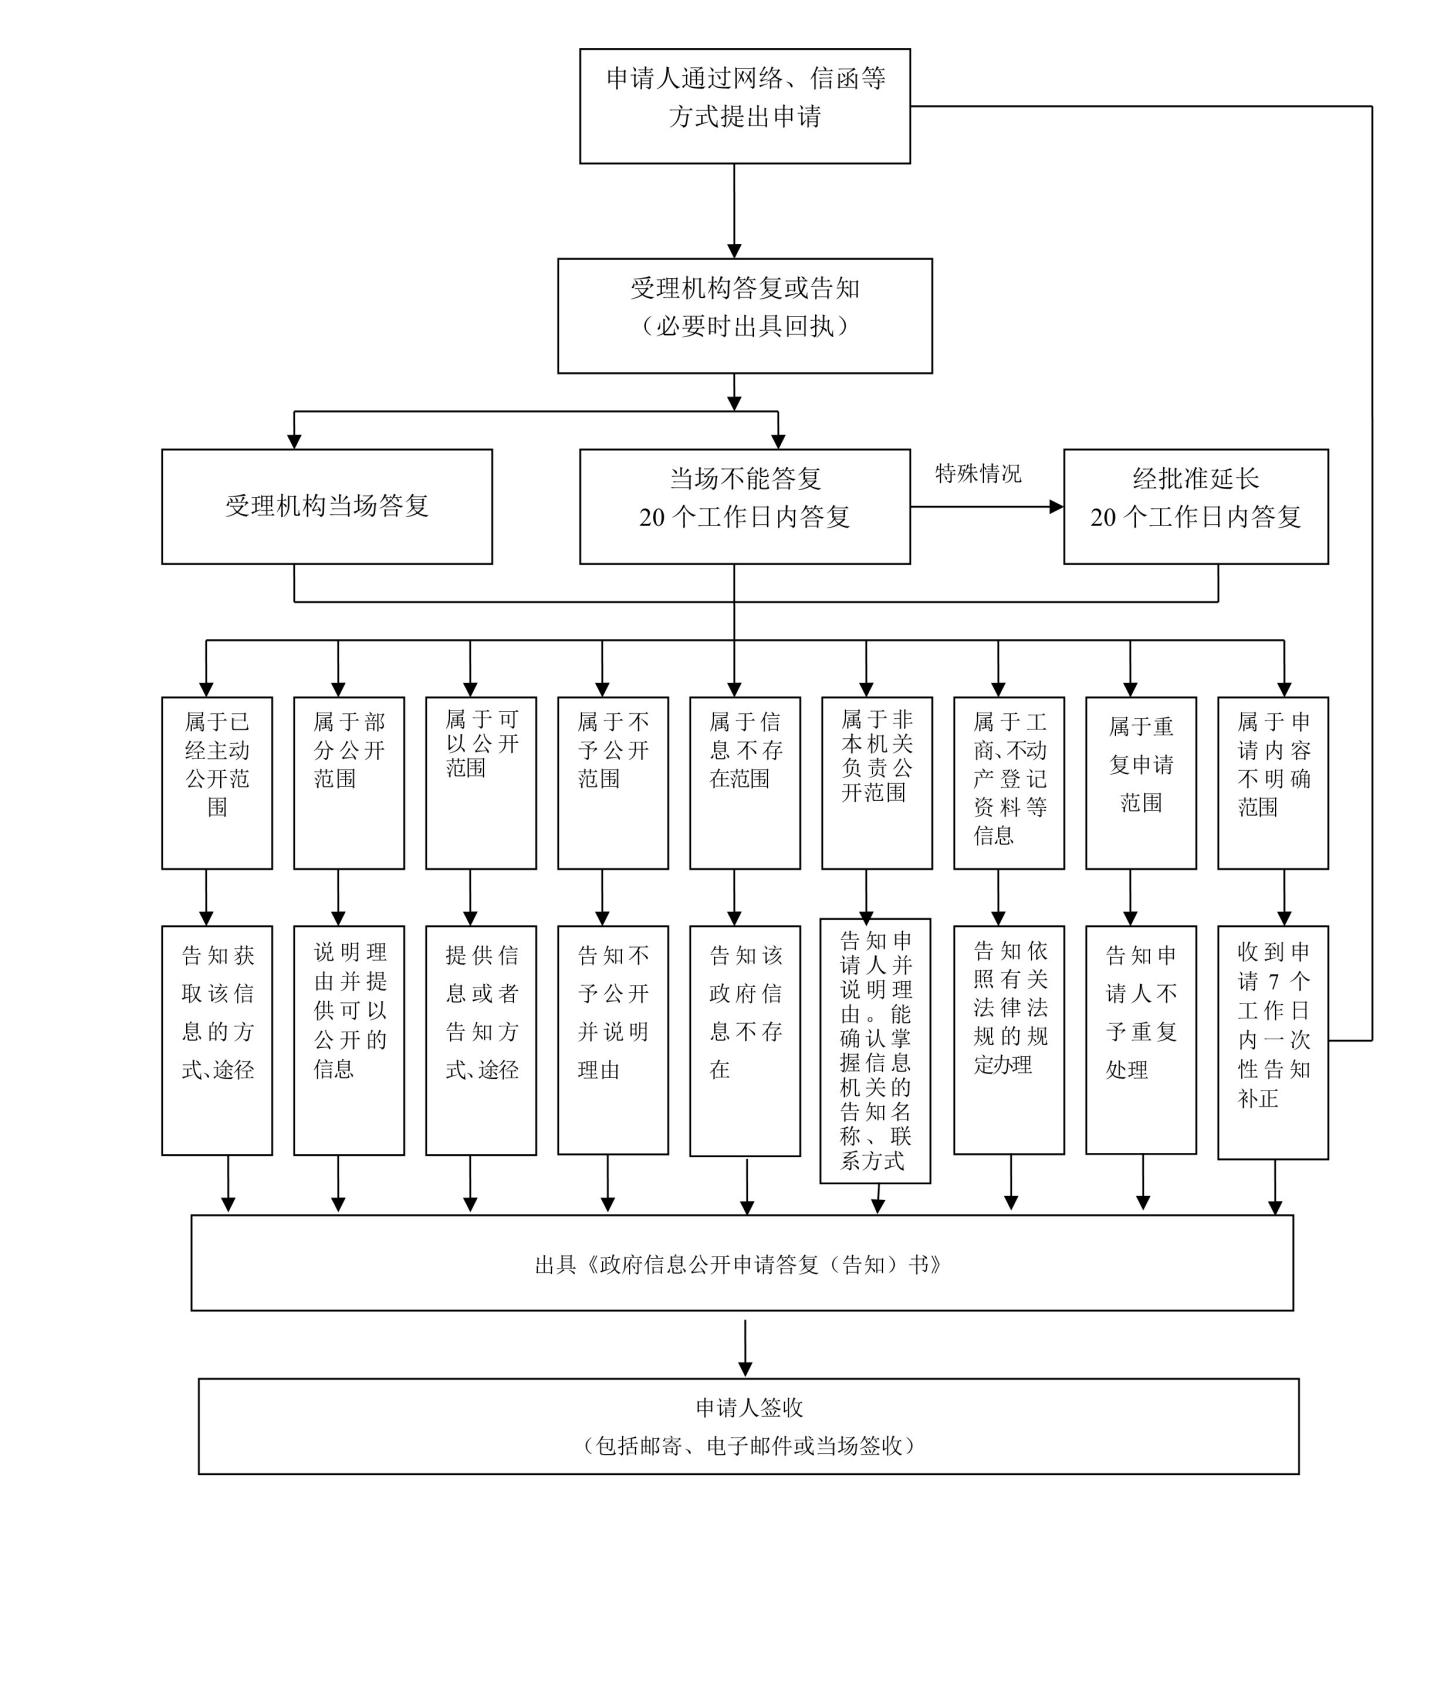 申请人通过网络、信函等
方式提出申请
受理机构答复或告知
（必要时出具回执）
受理机构当场答复
当场不能答复
20 个工作日内答复
特殊情况
经批准延长
20 个工作日内答复
属于已
经主动
公开范
围
属于部
分公开
范围
属于可
以公开
范围
属于不
予公开
范围
属于信
息不存
在范围
属于非
本机关
负责公
开范围
属于工
商、不动
产登记
资料等
信息
属于重
复申请
范围
属于申
请内容
不明确
范围
告知获
取该信
息的方
式、途径
说明理
由并提
供可以
公开的
信息
提供信
息或者
告知方
式、途径
告知不
予公开
并说明
理由
告知该
政府信
息不存
在
告知申
请人并
说明理
由。能
确认掌
握信息
机关的
告知名
称、联
系方式
告知依
照有关
法律法
规的规
定办理
告知申
请人不
予重复
处理
收到申
请 7 个
工作日
内一次
性告知
补正
出具《政府信息公开申请答复（告知）书》
申请人签收
（包括邮寄、电子邮件或当场签收）